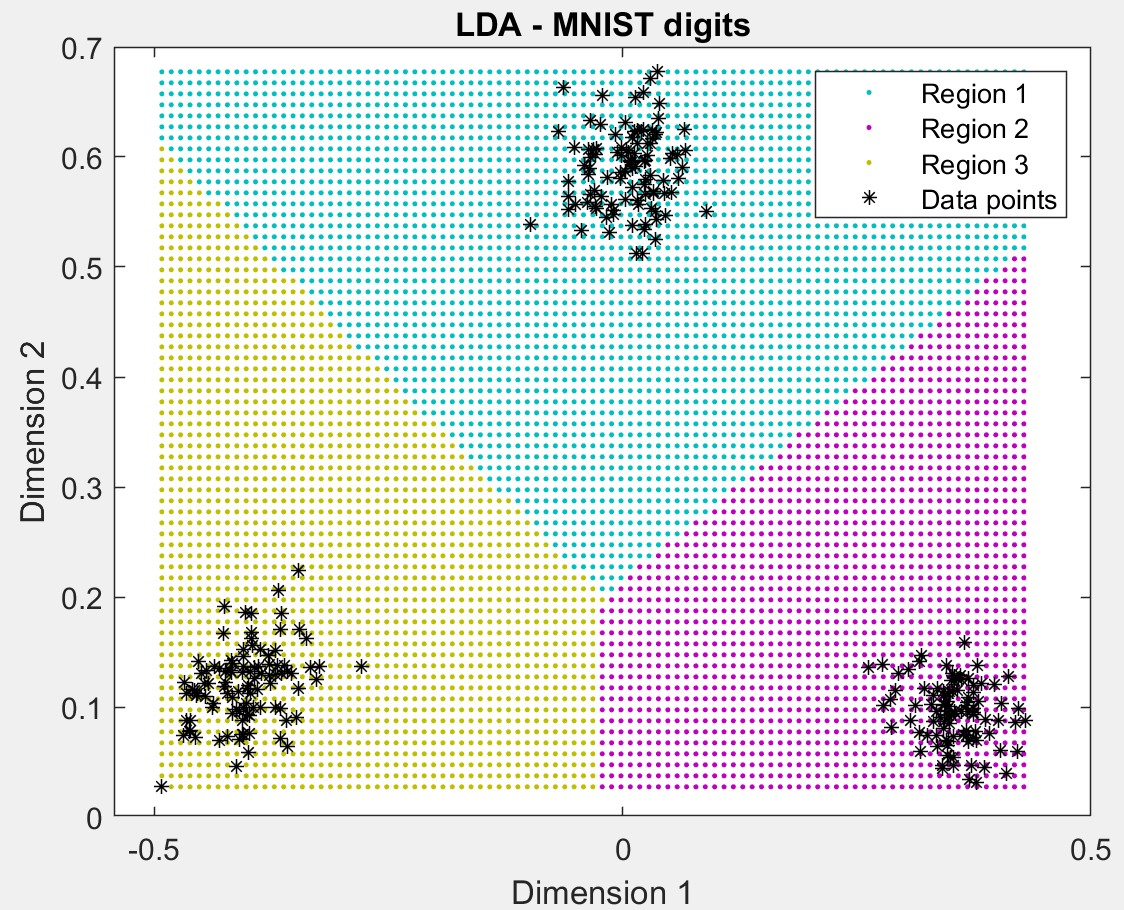 LDA - MNIST digits
0.7
0.6
0.5
0.4
0.3
0.2
0.1
0
Dimension 2
Region 1
Region 2
Region 3
Data points
-0.5 0 0.5
Dimension 1